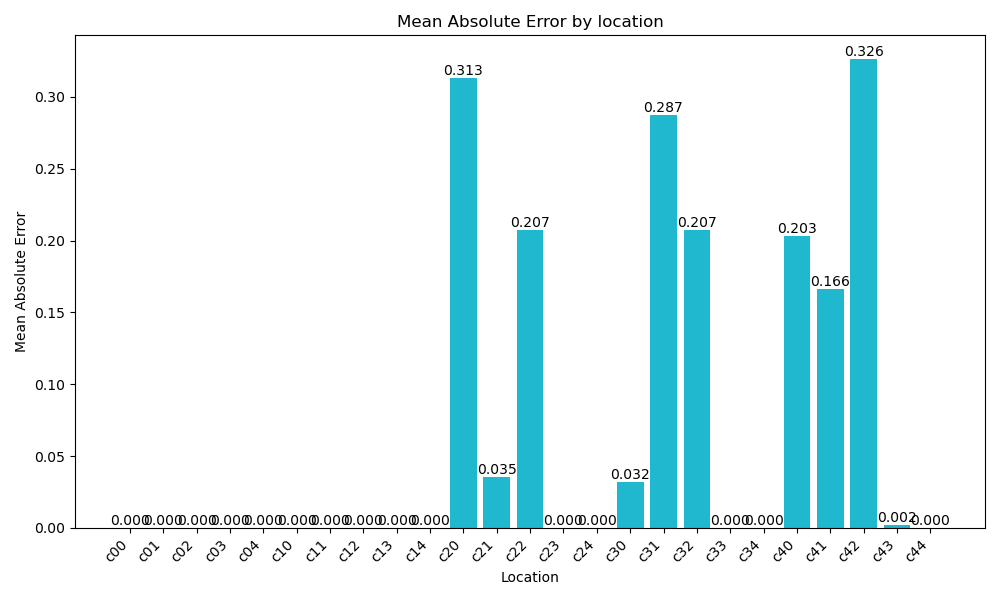 Mean Absolute Error by location
Mean Absolute Error
0.30
0.25
0.20
0.15
0.10
0.05
0.00
0.000 0.000 0.000 0.000 0.000 0.000 0.000 0.000 0.000 0.000 0.313 0.035 0.207 0.000 0.000 0.032 0.287 0.207 0.000 0.000 0.203 0.166 0.326 0.002 0.000
c00 c01 c02 c03 c04 c10 c11 c12 c13 c14 c20 c21 c22 c23 c24 c30 c31 c32 c33 c34 c40 c41 c42 c43 c44
Location